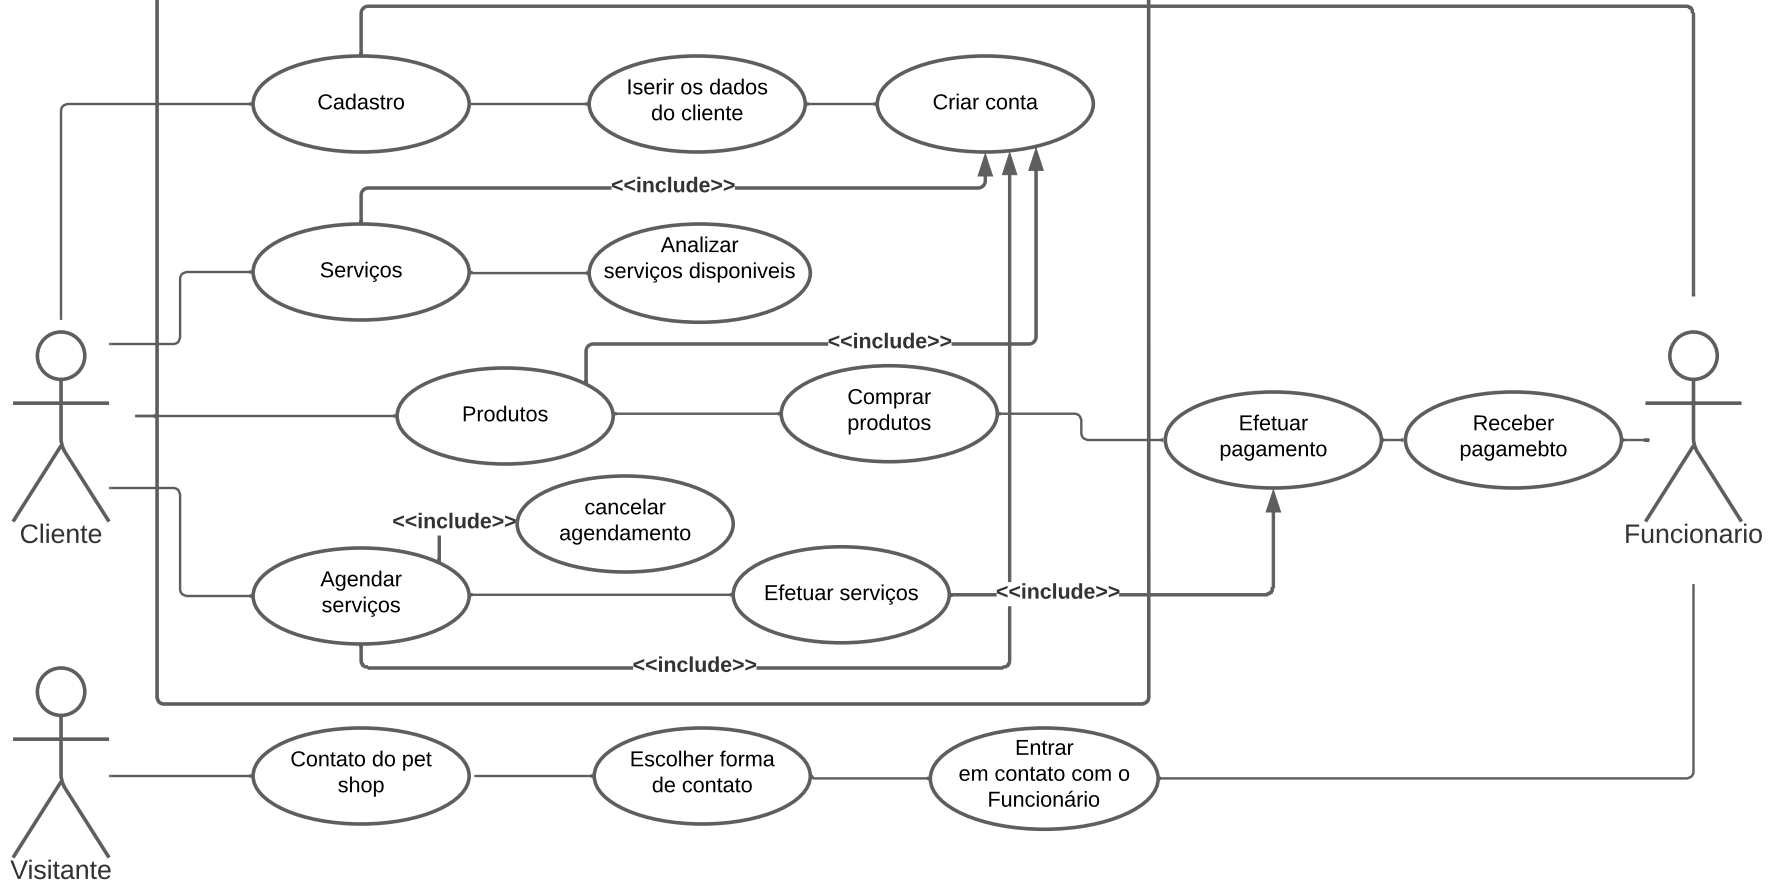 Cadastro
Iserir os dados
do cliente
Criar conta
<<include>>
Serviços
Analizar
serviços disponiveis
<<include>>
Produtos
Comprar
produtos
Efetuar
pagamento
Receber
pagamebto
Cliente
Funcionario
<<include>>
cancelar
agendamento
Agendar
serviços
Efetuar serviços
<<include>>
<<include>>
Contato do pet
shop
Escolher forma
de contato
Entrar
em contato com o
Funcionário
Visitante